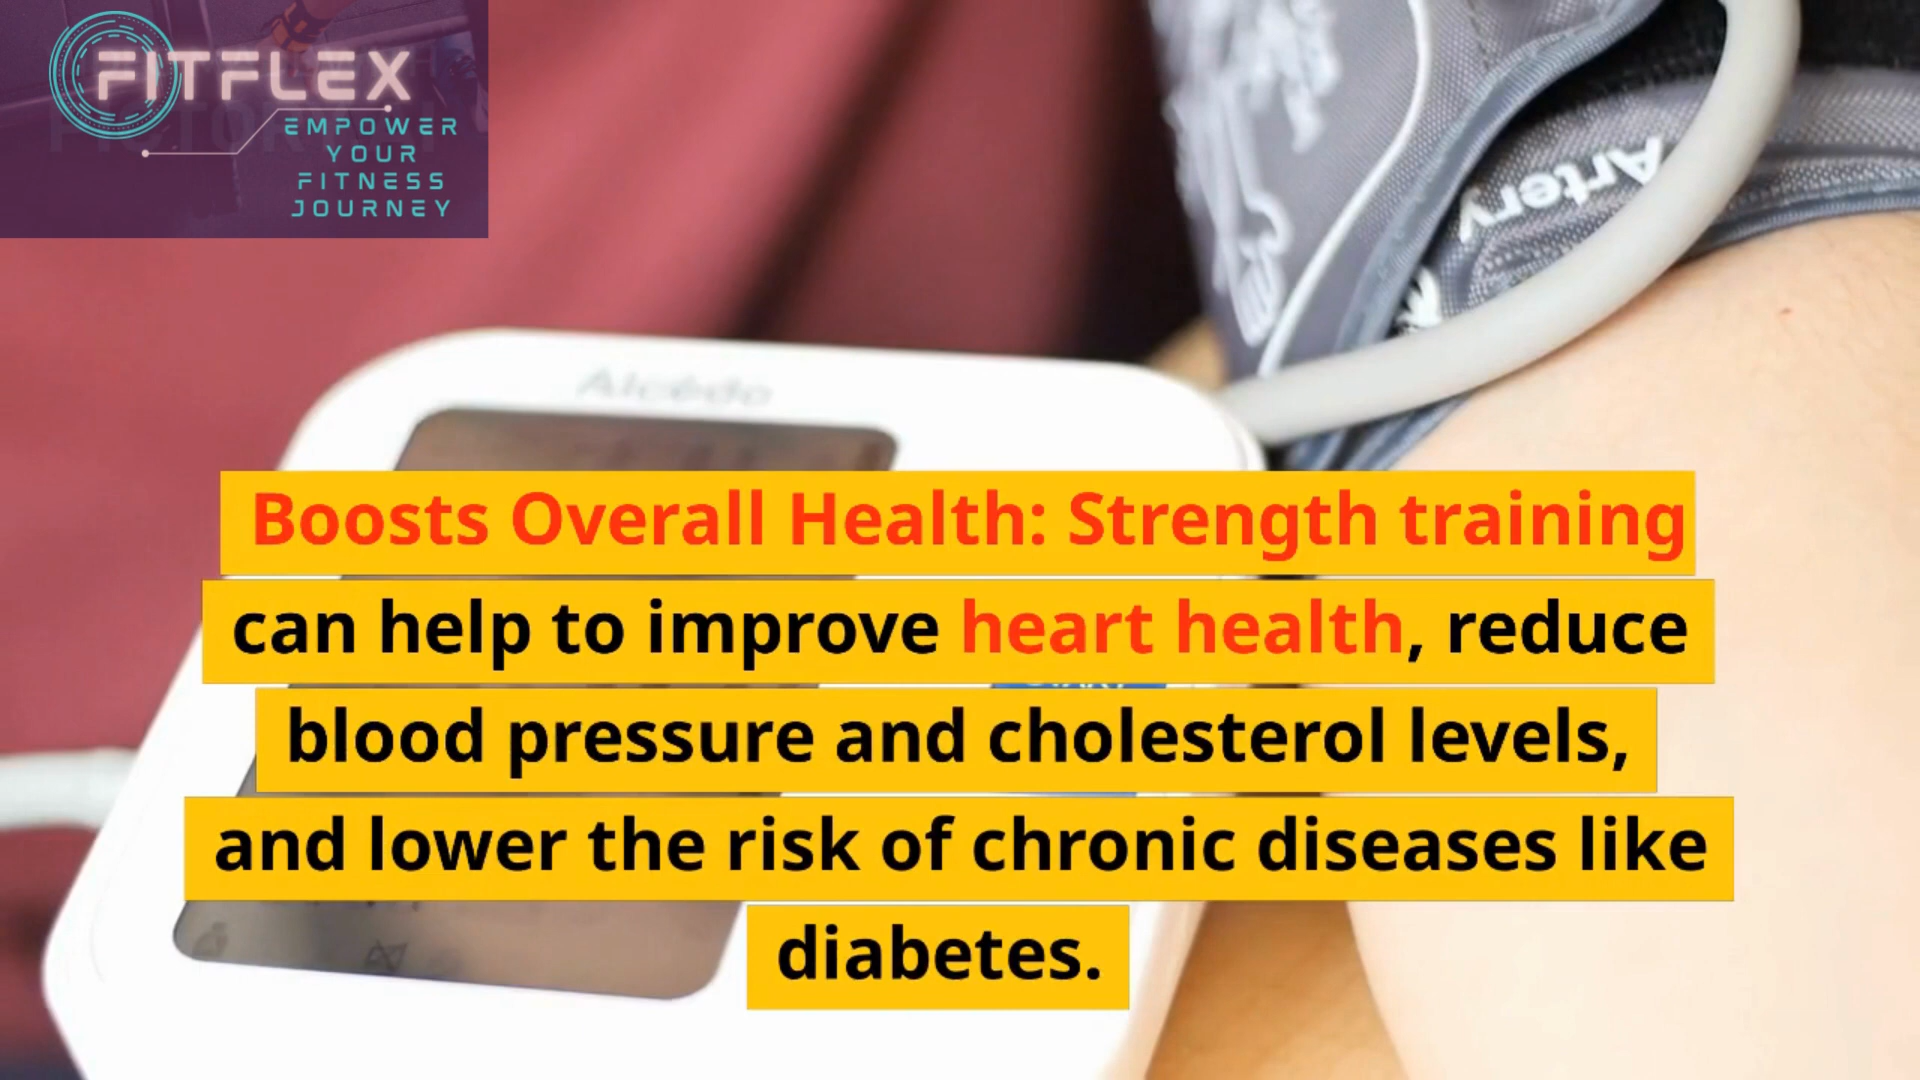 FITFLEX
EMPOWER
YOUR
FITNESS
JOURNEY
Artery
Alcedo
Boosts Overall Health: Strength training
can help to improve heart health, reduce
blood pressure and cholesterol levels,
and lower the risk of chronic diseases like
diabetes.